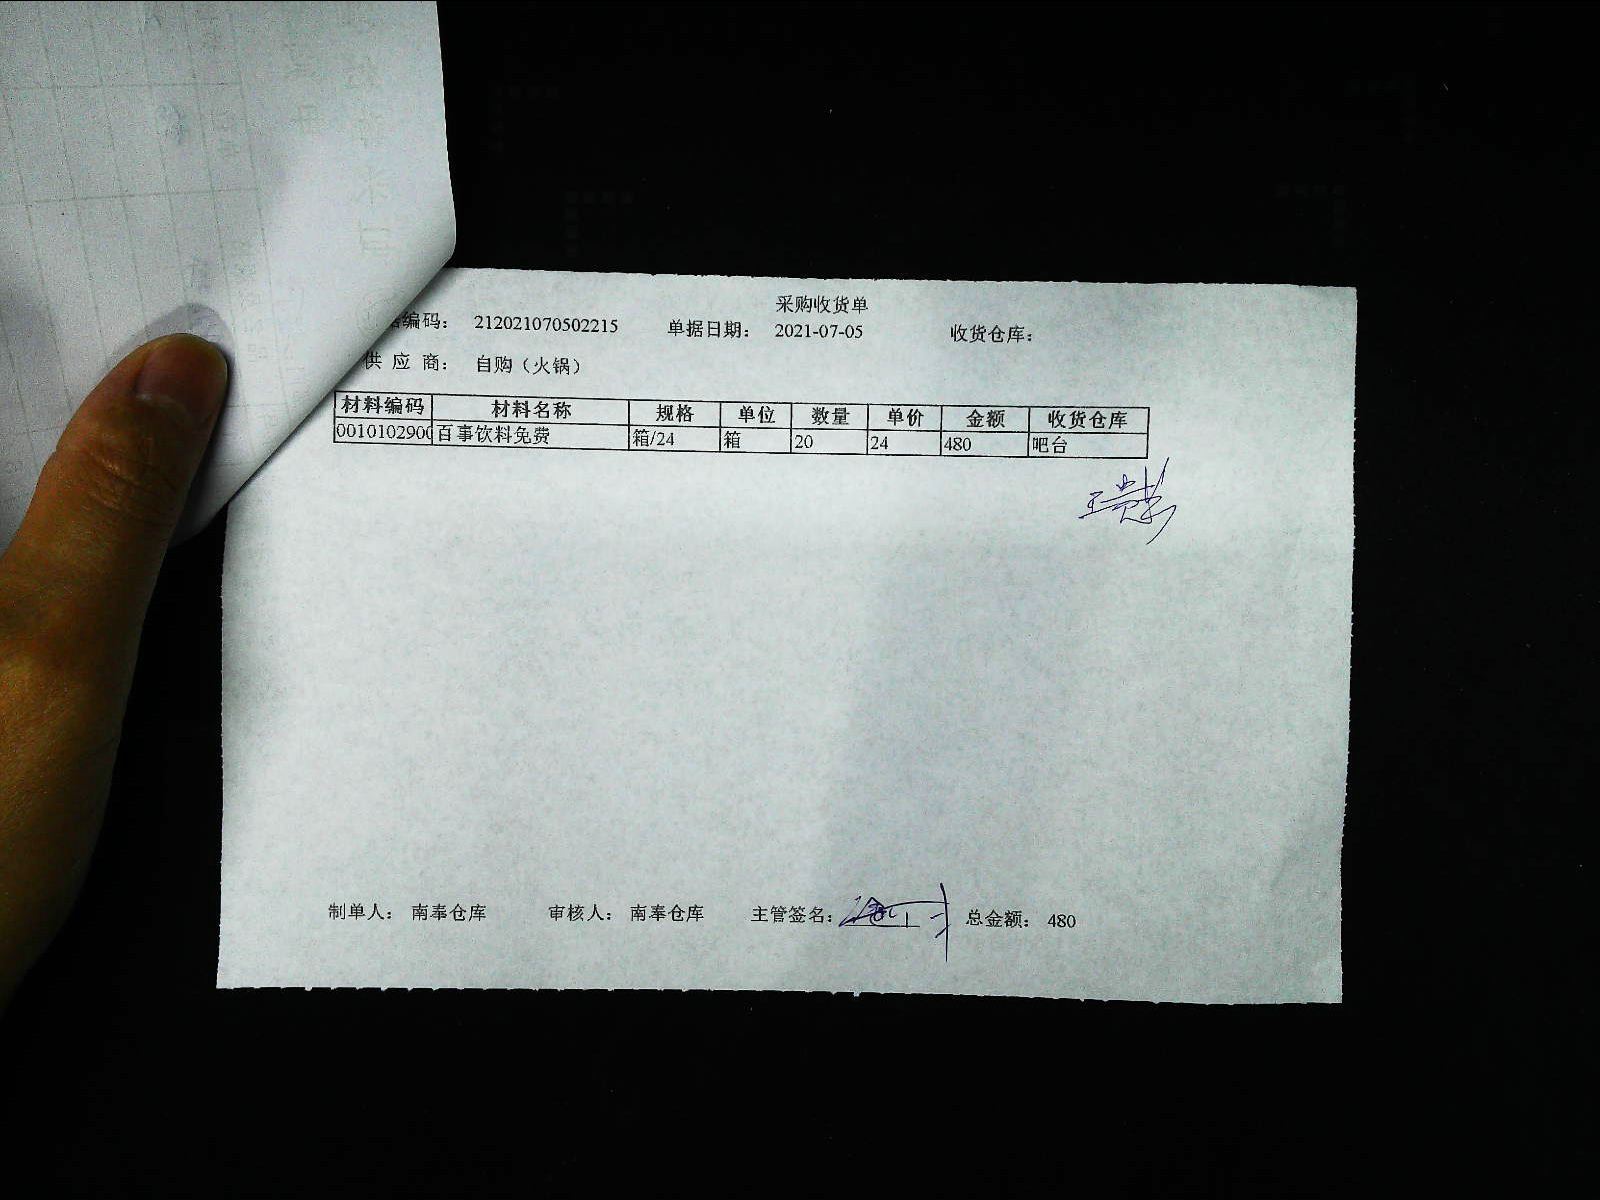 采购收货单
据编码： 212021070502215 单据日期： 2021-07-05 收货仓库：
供 应 商： 自购（火锅）
材料编码 材料名称 规格 单位 数量 单价 金额 收货仓库
0010102900 百事饮料免费 箱/24 箱 20 24 480 吧台
制单人： 南奉仓库 审核人： 南奉仓库 主管签名： 总金额： 480